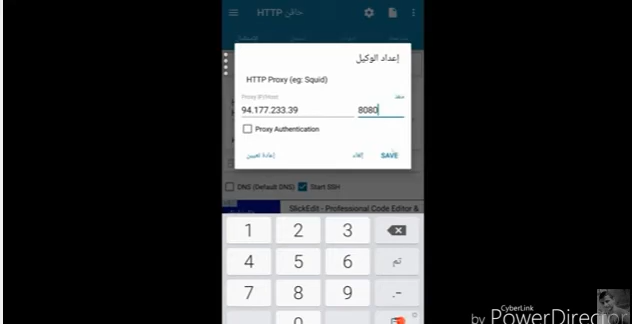 HTTP حاقن
إعداد الوكيل
HTTP Proxy (eg: Squid)
Proxy IP/Host منفذ
94.177.233.39 8080
Proxy Authentication
إعادة تعيين إلغاء SAVE
DNS (Default DNS) Start SSH
SlickEdit - Professional Code Editor &
1 2 3
4 5 6 تم
7 8 9 .-
0
CyberLink
by PowerDirector